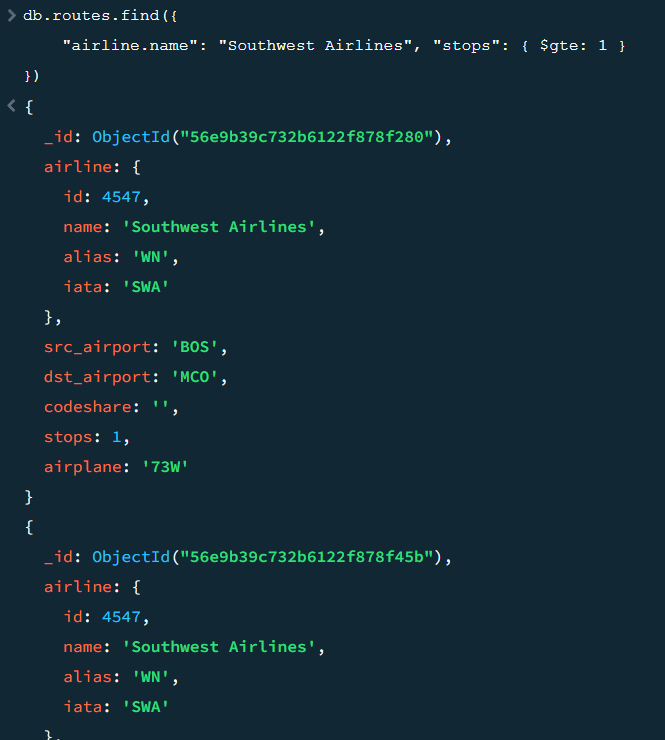 db.routes.find({
"airline.name": "Southwest Airlines", "stops": { $gte: 1 }
})
{
_id: ObjectId("56e9b39c732b6122f878f280"),
airline: {
id: 4547,
name: 'Southwest Airlines',
alias: 'WN',
iata: 'SWA'
},
src_airport: 'BOS',
dst_airport: 'MCO',
codeshare: '',
stops: 1,
airplane: '73W'
}
{
_id: ObjectId("56e9b39c732b6122f878f45b"),
airline: {
id: 4547,
name: 'Southwest Airlines',
alias: 'WN',
iata: 'SWA'
},